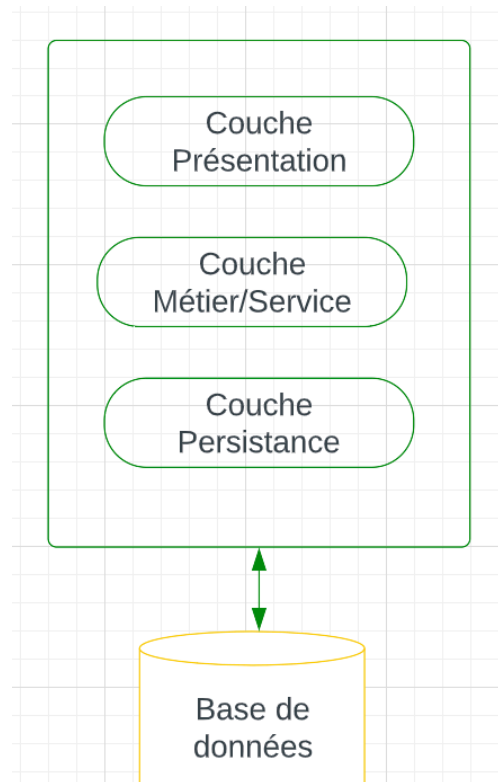 Couche
Présentation
Couche
Métier/Service
Couche
Persistance
Base de
données